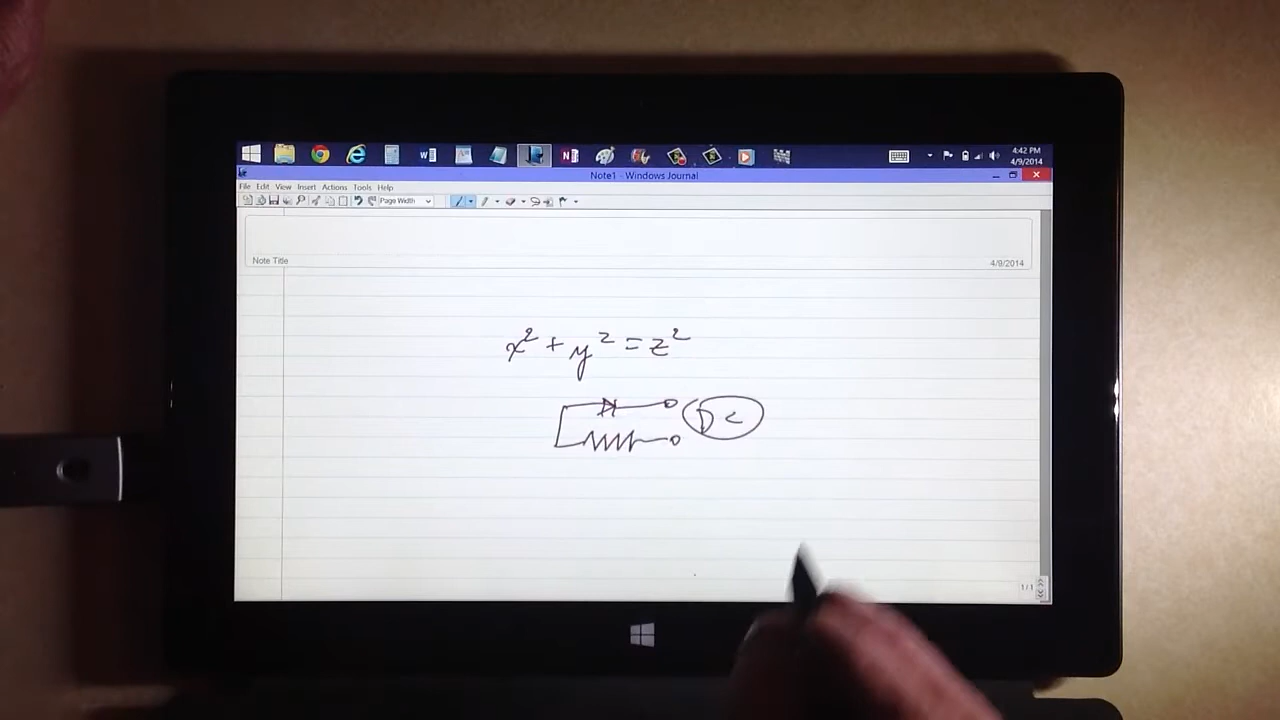 4:42 PM
4/9/2014
Note1 - Windows Journal
File Edit View Insert Actions Tools Help
Page Width
Note Title
4/9/2014
x² + y² = z²
DC
1 / 1